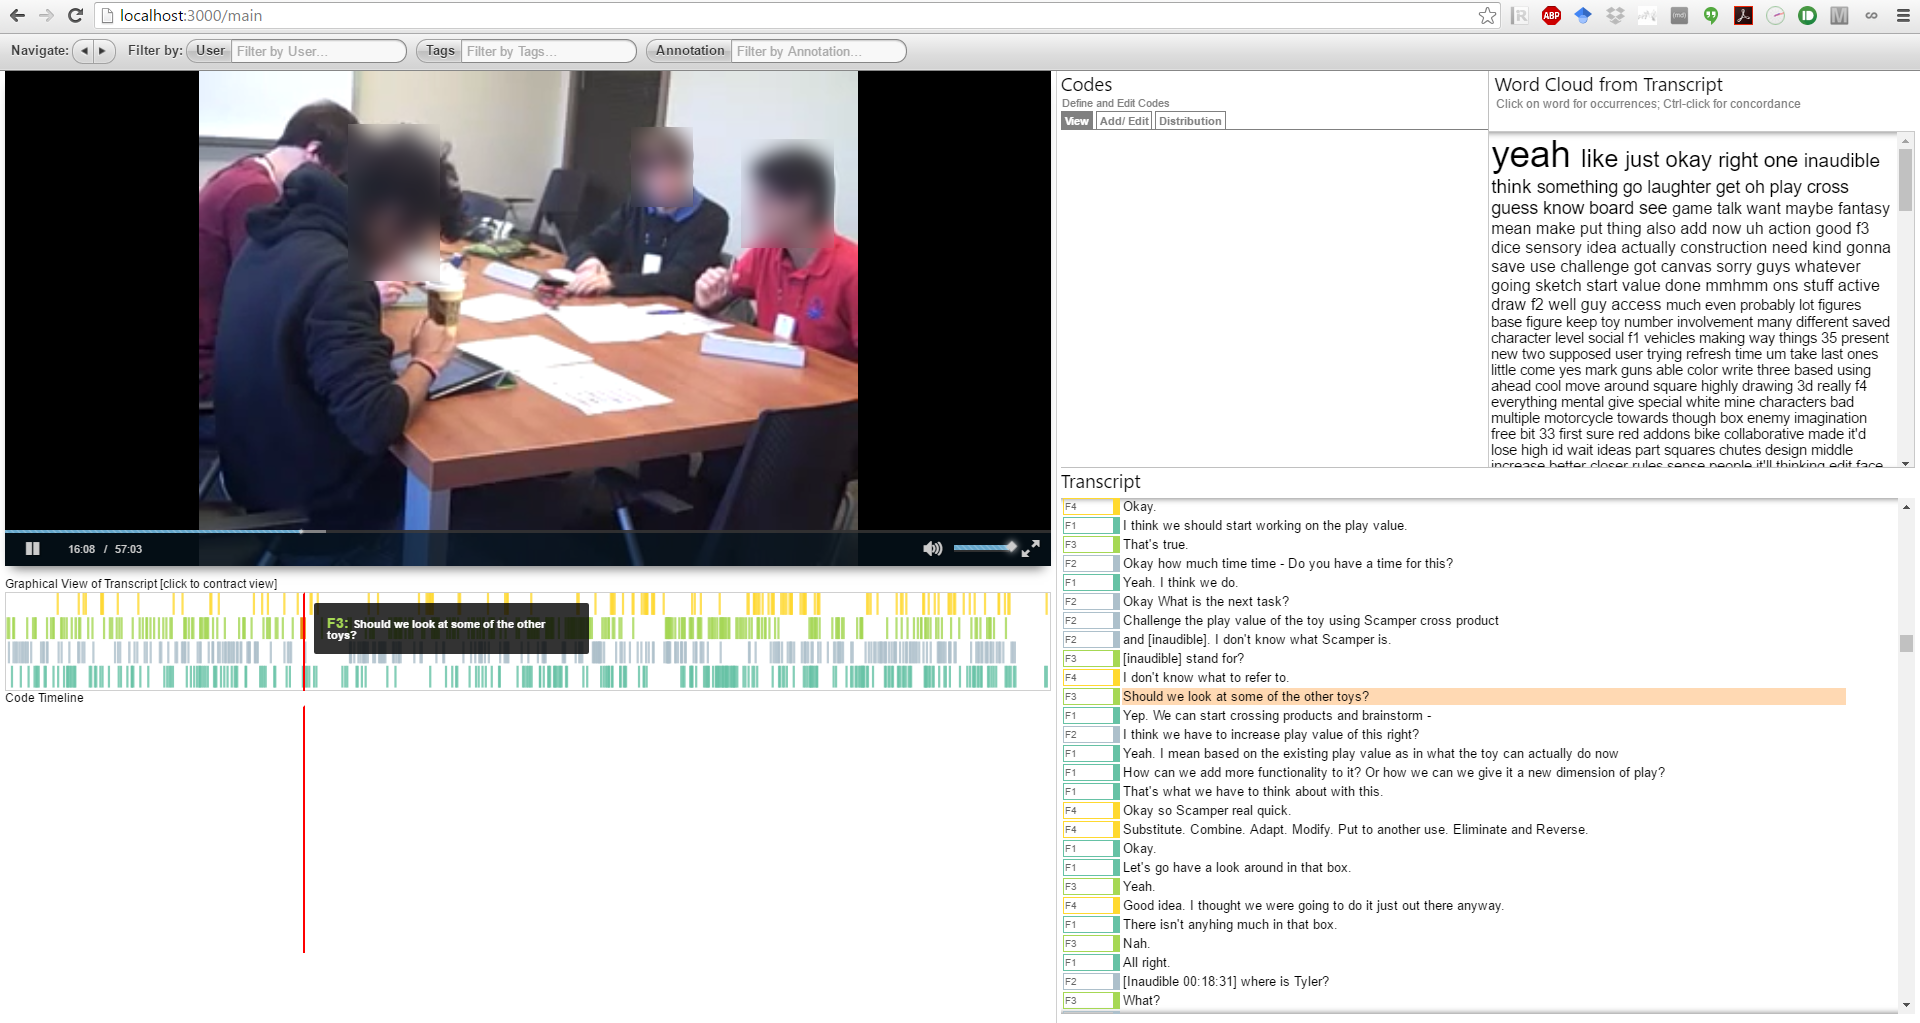 localhost:3000/main
Navigate: Filter by: User Filter by User... Tags Filter by Tags... Annotation Filter by Annotation...
16:08 / 57:03
Graphical View of Transcript [click to contract view]
F3: Should we look at some of the other
toys?
Code Timeline
Codes
Define and Edit Codes
View Add/ Edit Distribution
Word Cloud from Transcript
Click on word for occurrences; Ctrl-click for concordance
yeah like just okay right one inaudible
think something go laughter get oh play cross
guess know board see game talk want maybe fantasy
mean make put thing also add now uh action good f3
dice sensory idea actually construction need kind gonna
save use challenge got canvas sorry guys whatever
going sketch start value done mmhmm ons stuff active
draw f2 well guy access much even probably lot figures
base figure keep toy number involvement many different saved
character level social f1 vehicles making way things 35 present
new two supposed user trying refresh time um take last ones
little come yes mark guns able color write three based using
ahead cool move around square highly drawing 3d really f4
everything mental give special white mine characters bad
multiple motorcycle towards though box enemy imagination
free bit 33 first sure red addons bike collaborative made it'd
lose high id wait ideas part squares chutes design middle
increase better closer rules sense people it'll thinking edit face
Transcript
F4 Okay.
F1 I think we should start working on the play value.
F3 That's true.
F2 Okay how much time time - Do you have a time for this?
F1 Yeah. I think we do.
F2 Okay What is the next task?
F2 Challenge the play value of the toy using Scamper cross product
F2 and [inaudible]. I don't know what Scamper is.
F3 [inaudible] stand for?
F4 I don't know what to refer to.
F3 Should we look at some of the other toys?
F1 Yep. We can start crossing products and brainstorm -
F2 I think we have to increase play value of this right?
F1 Yeah. I mean based on the existing play value as in what the toy can actually do now
F1 How can we add more functionality to it? Or how we can we give it a new dimension of play?
F1 That's what we have to think about with this.
F4 Okay so Scamper real quick.
F4 Substitute. Combine. Adapt. Modify. Put to another use. Eliminate and Reverse.
F1 Okay.
F1 Let's go have a look around in that box.
F3 Yeah.
F4 Good idea. I thought we were going to do it just out there anyway.
F1 There isn't anyhing much in that box.
F3 Nah.
F1 All right.
F2 [Inaudible 00:18:31] where is Tyler?
F3 What?